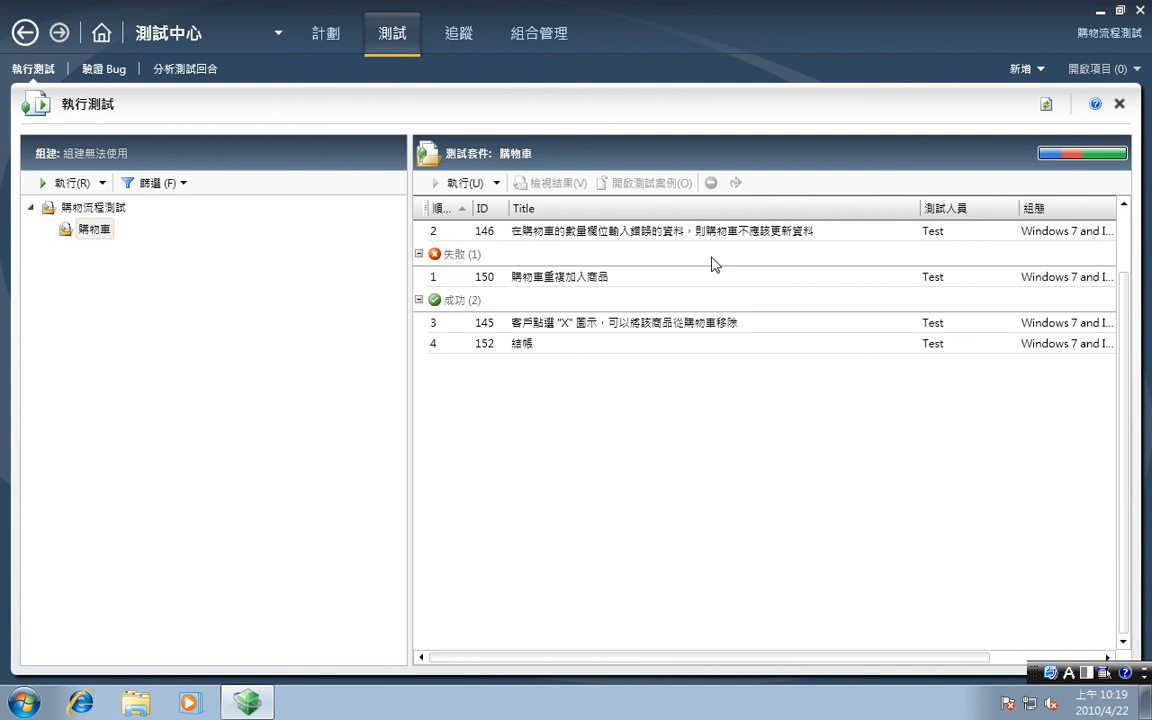 測試中心
計劃
測試
追蹤
組合管理
購物流程測試
執行測試
驗證 Bug
分析測試回合
新增
開啟項目 (0)
執行測試
組建: 組建無法使用
測試套件: 購物車
執行(R)
篩選 (F)
執行(U)
檢視結果(V)
開啟測試案例(O)
購物流程測試
購物車
順... ID Title 測試人員 組態
2 146 在購物車的數量欄位輸入錯誤的資料，則購物車不應該更新資料 Test Windows 7 and I...
失敗 (1)
1 150 購物車重複加入商品 Test Windows 7 and I...
成功 (2)
3 145 客戶點選 "X" 圖示，可以將該商品從購物車移除 Test Windows 7 and I...
4 152 結帳 Test Windows 7 and I...
A
上午 10:19
2010/4/22